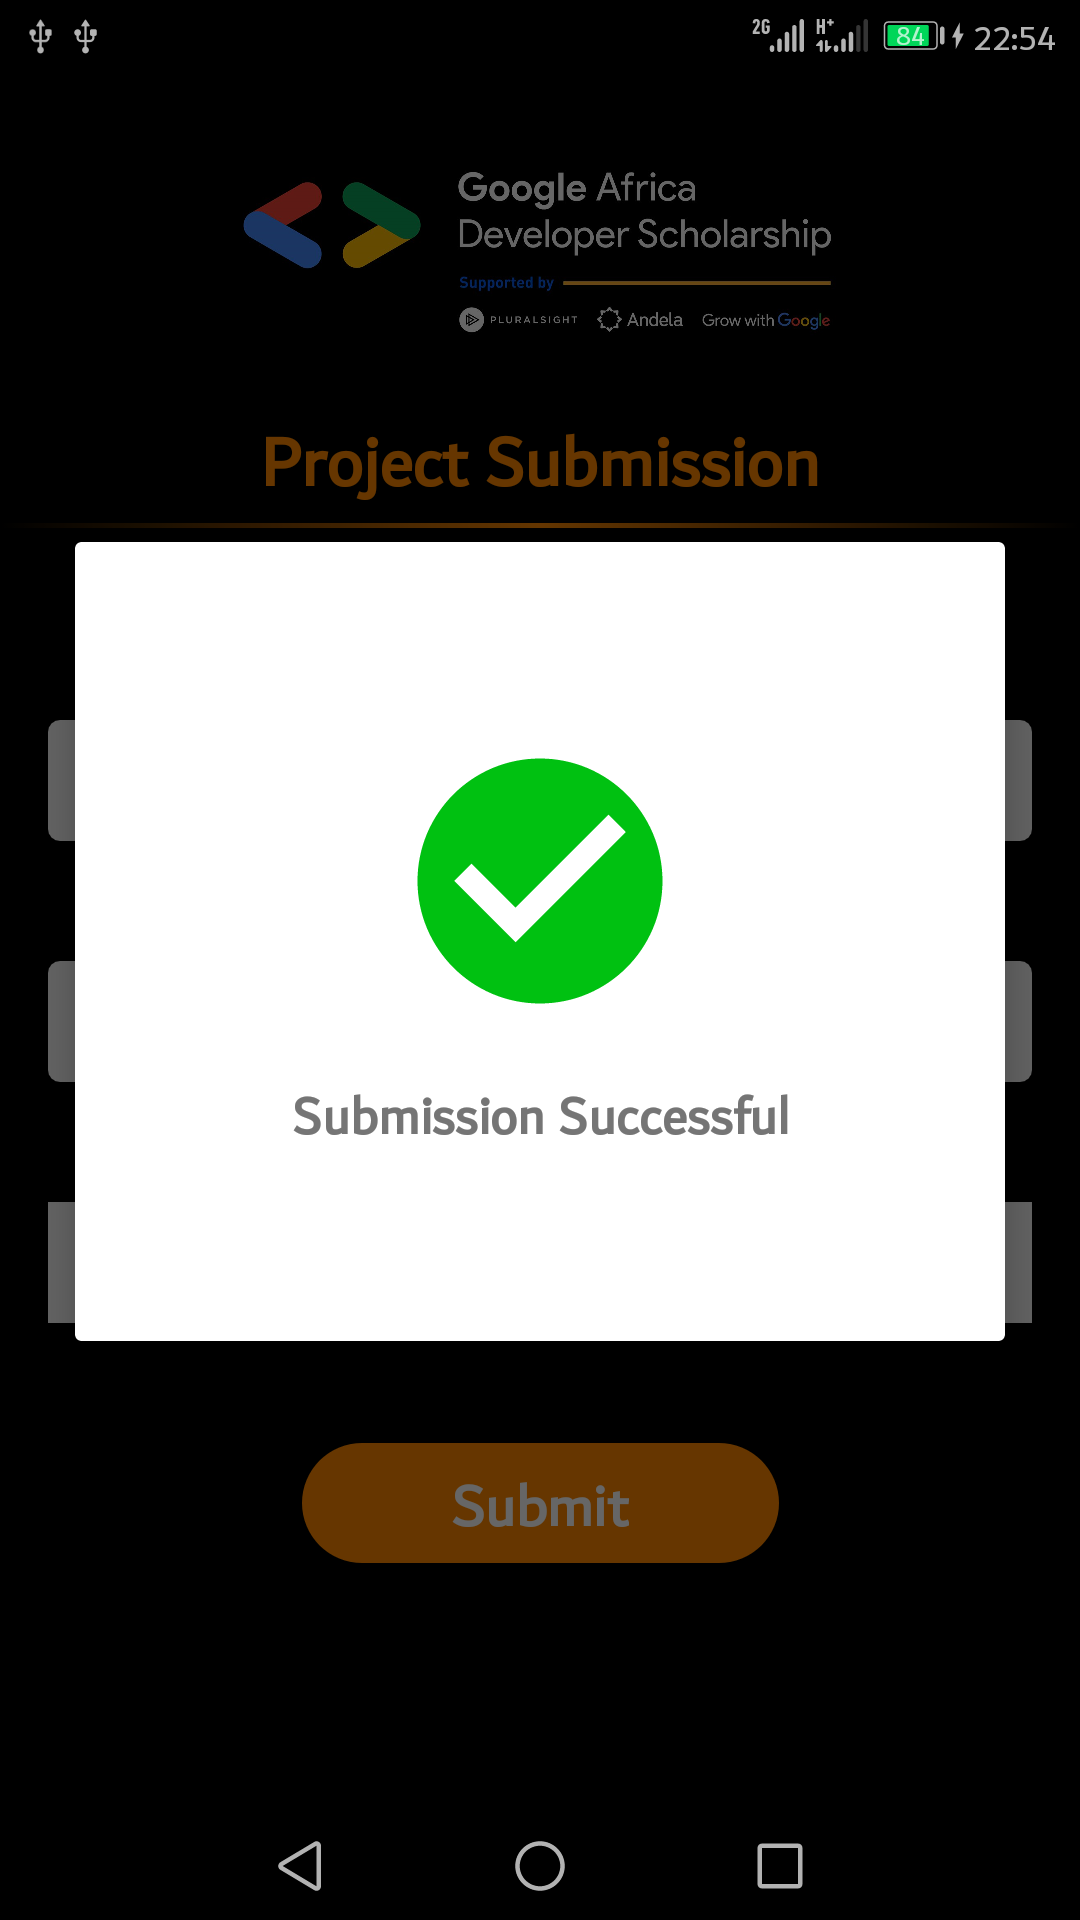 2G H+ 84 22:54
Google Africa
Developer Scholarship
Supported by
PLURALSIGHT Andela Grow with Google
Project Submission
Submission Successful
Submit